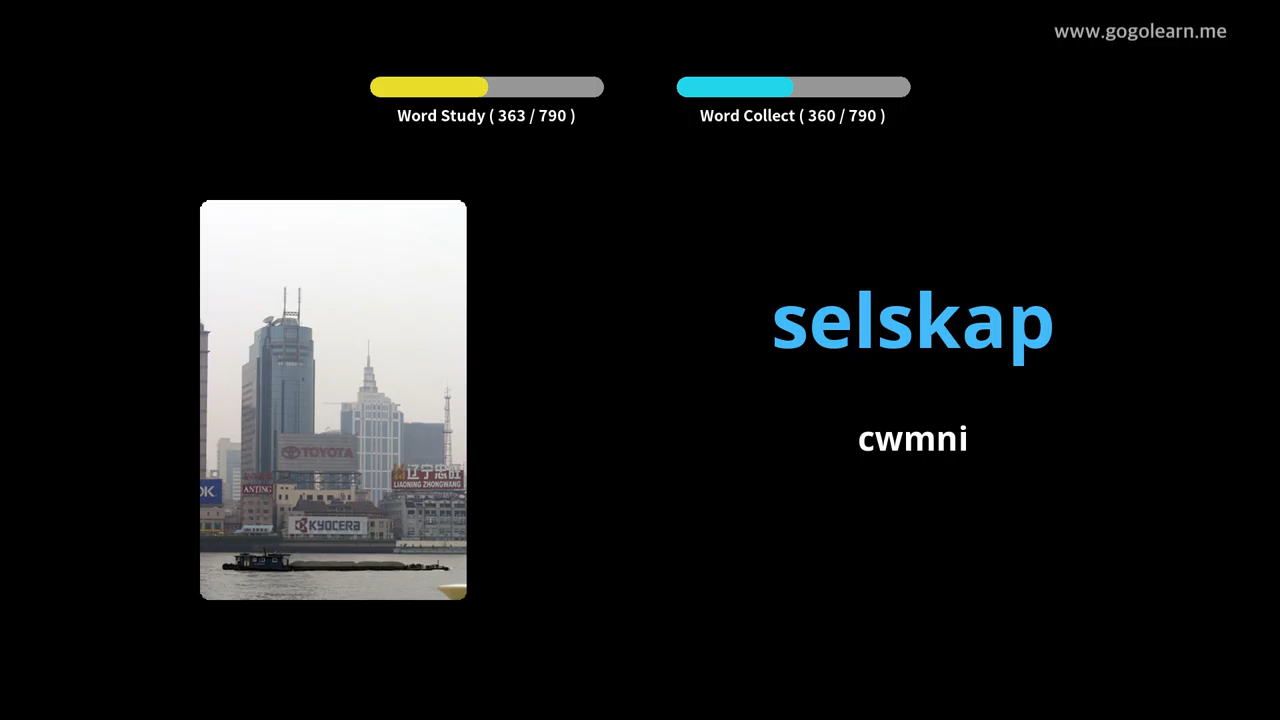 www.gogolearn.me
Word Study ( 363 / 790 )
Word Collect ( 360 / 790 )
selskap
cwmni
TOYOTA
辽宁忠旺
LIAONING ZHONGWANG
OK
ANTING
KYOCERA